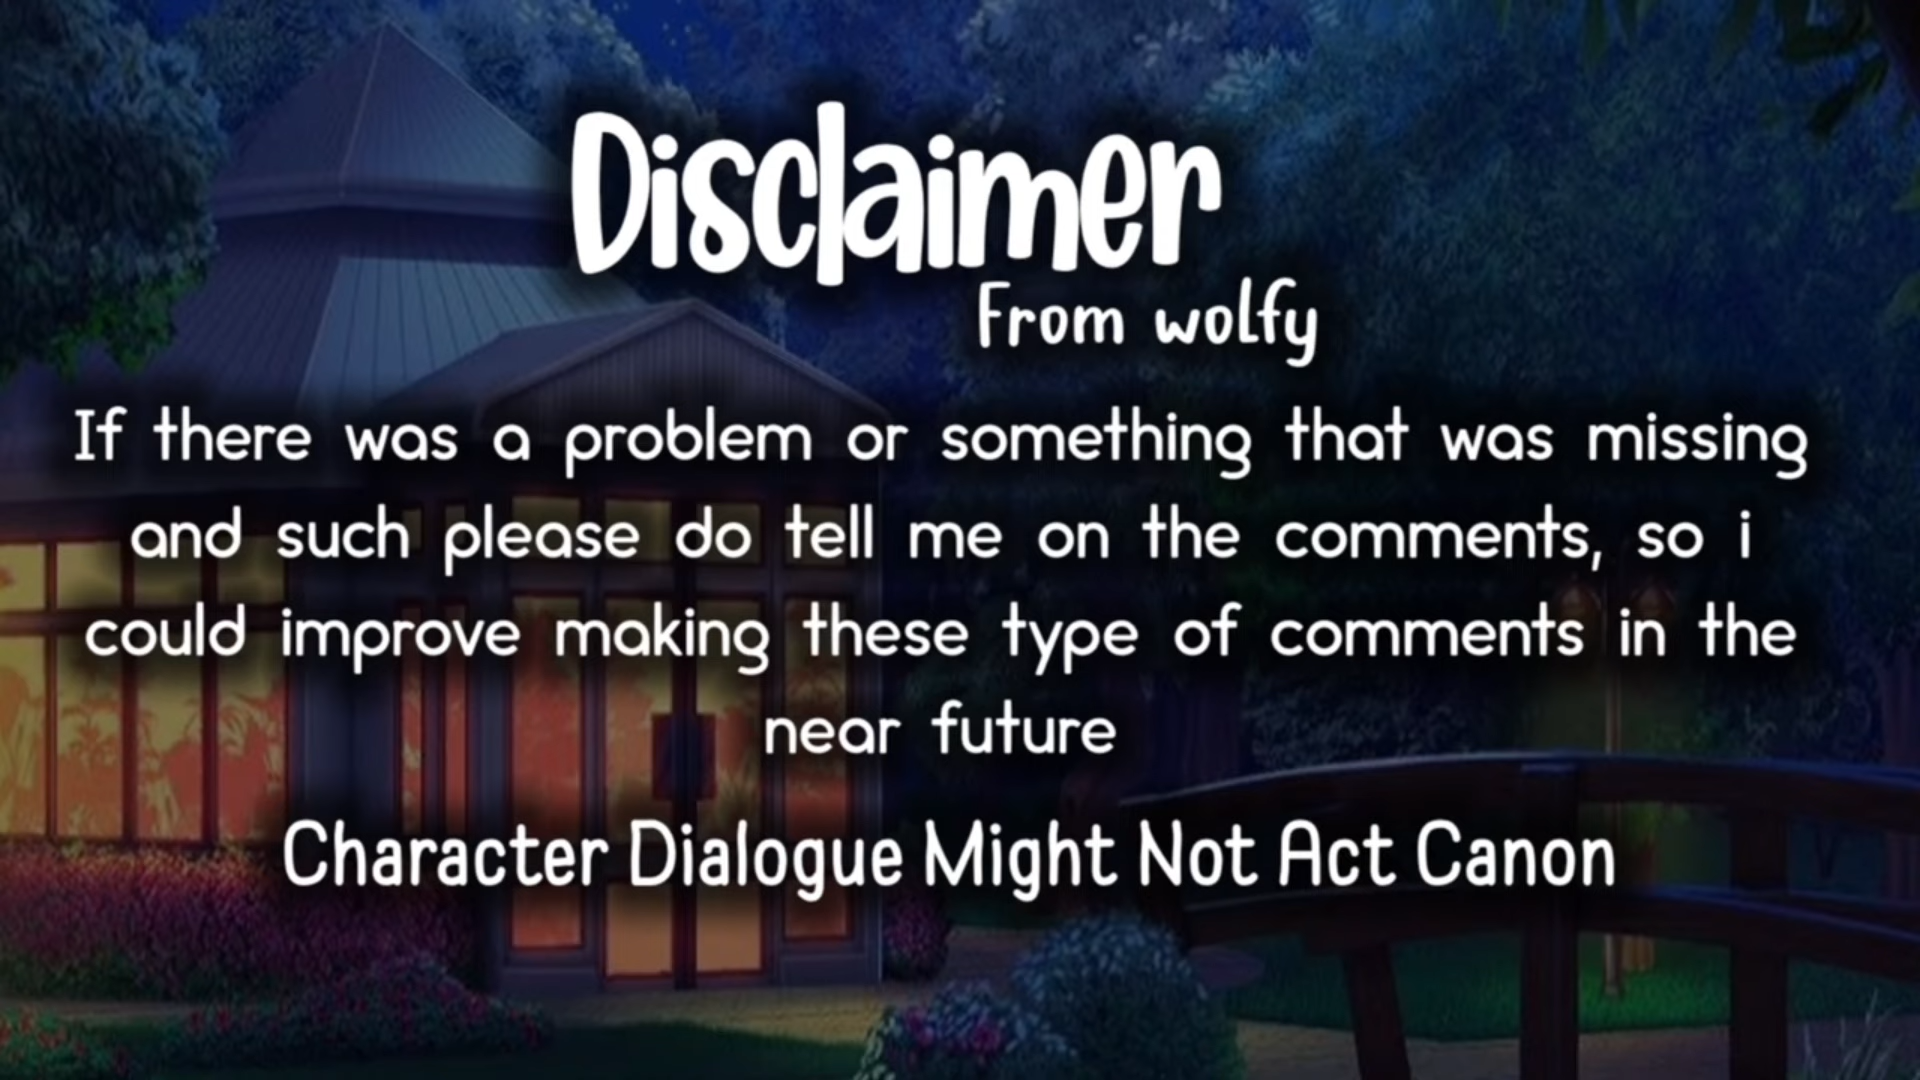 Disclaimer
From wolfy
If there was a problem or something that was missing
and such please do tell me on the comments, so i
could improve making these type of comments in the
near future
Character Dialogue Might Not Act Canon